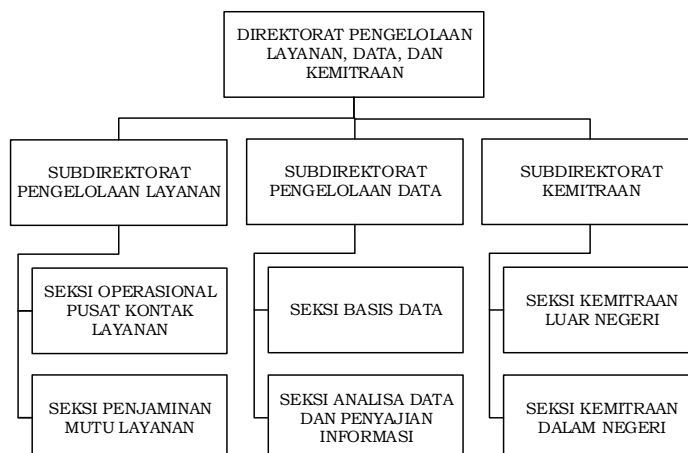 DIREKTORAT PENGELOLAAN
LAYANAN, DATA, DAN
KEMITRAAN
SUBDIREKTORAT
PENGELOLAAN LAYANAN
SUBDIREKTORAT
PENGELOLAAN DATA
SUBDIREKTORAT
KEMITRAAN
SEKSI OPERASIONAL
PUSAT KONTAK
LAYANAN
SEKSI BASIS DATA
SEKSI KEMITRAAN
LUAR NEGERI
SEKSI PENJAMINAN
MUTU LAYANAN
SEKSI ANALISA DATA
DAN PENYAJIAN
INFORMASI
SEKSI KEMITRAAN
DALAM NEGERI